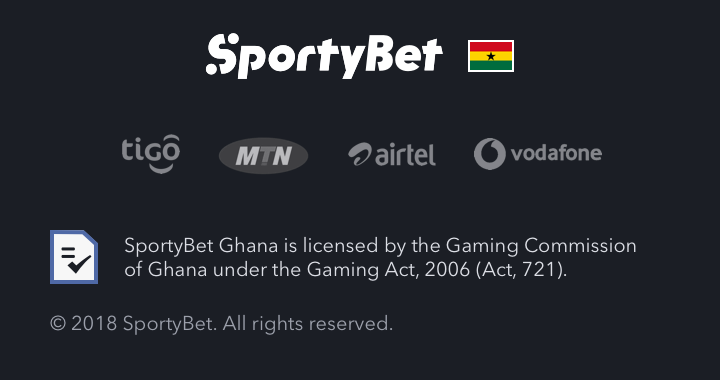 SportyBet
tigo MTN airtel vodafone
SportyBet Ghana is licensed by the Gaming Commission
of Ghana under the Gaming Act, 2006 (Act, 721).
© 2018 SportyBet. All rights reserved.